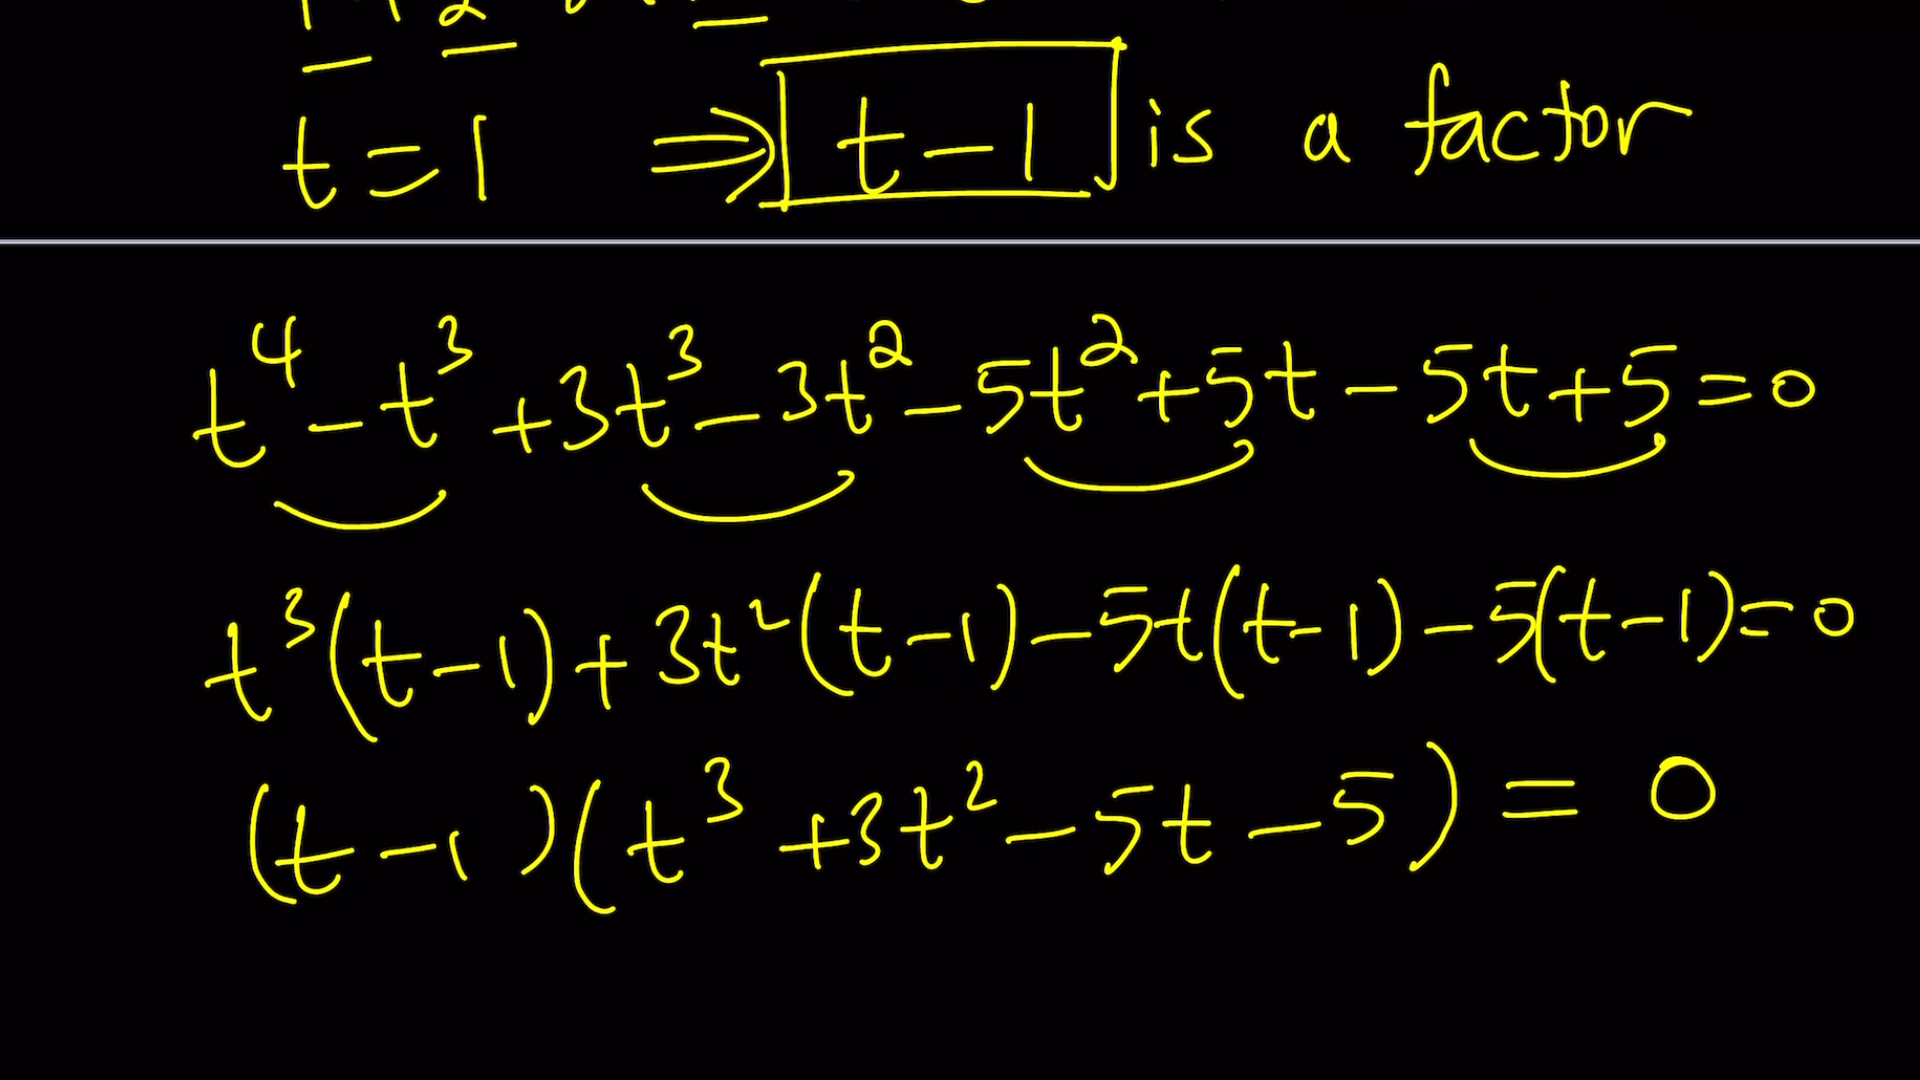 t=1 ⇒ t-1 is a factor
t⁴-t³+3t³-3t²-5t²+5t-5t+5=0
t³(t-1)+3t²(t-1)-5t(t-1)-5(t-1)=0
(t-1)(t³+3t²-5t-5)=0